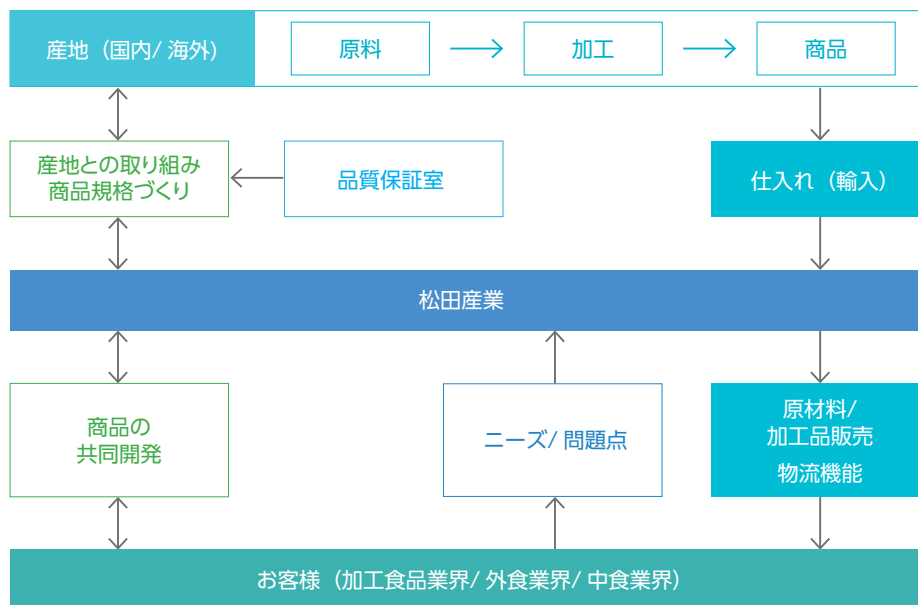 産地（国内/ 海外）
原料
加工
商品
産地との取り組み
商品規格づくり
品質保証室
仕入れ（輸入）
松田産業
商品の
共同開発
ニーズ/ 問題点
原材料/
加工品販売
物流機能
お客様（加工食品業界/ 外食業界/ 中食業界）